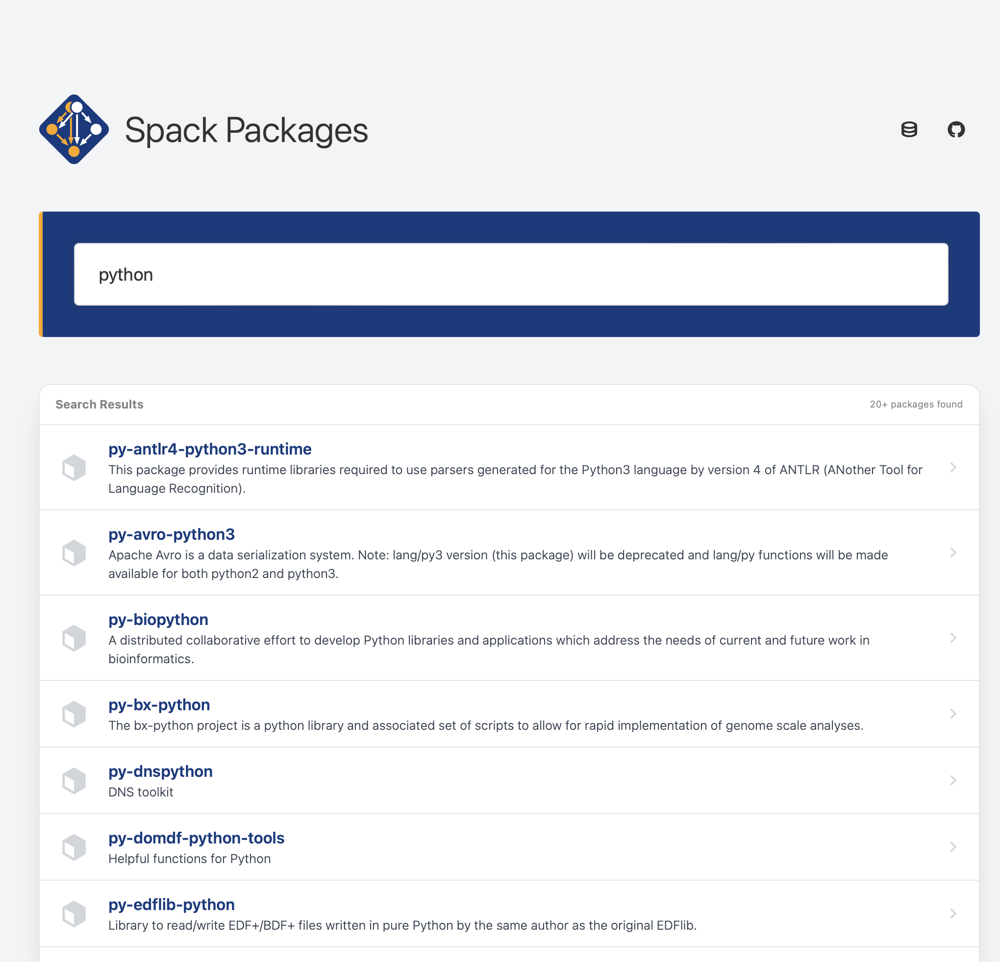 Spack Packages
python
Search Results
20+ packages found
py-antlr4-python3-runtime
This package provides runtime libraries required to use parsers generated for the Python3 language by version 4 of ANTLR (ANother Tool for
Language Recognition).
py-avro-python3
Apache Avro is a data serialization system. Note: lang/py3 version (this package) will be deprecated and lang/py functions will be made
available for both python2 and python3.
py-biopython
A distributed collaborative effort to develop Python libraries and applications which address the needs of current and future work in
bioinformatics.
py-bx-python
The bx-python project is a python library and associated set of scripts to allow for rapid implementation of genome scale analyses.
py-dnspython
DNS toolkit
py-domdf-python-tools
Helpful functions for Python
py-edflib-python
Library to read/write EDF+/BDF+ files written in pure Python by the same author as the original EDFlib.